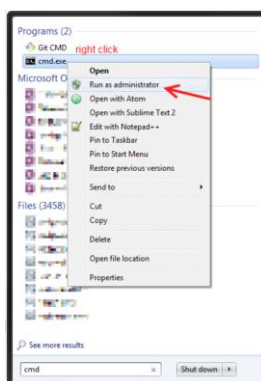 Programs (2)
Git CMD
right click
cmd.exe
Open
Microsoft O
Run as administrator
Open with Atom
Open with Sublime Text 2
Edit with Notepad++
Pin to Taskbar
Pin to Start Menu
Restore previous versions
Send to
Files (3458)
Cut
Copy
Delete
Open file location
Properties
See more results
cmd
Shut down